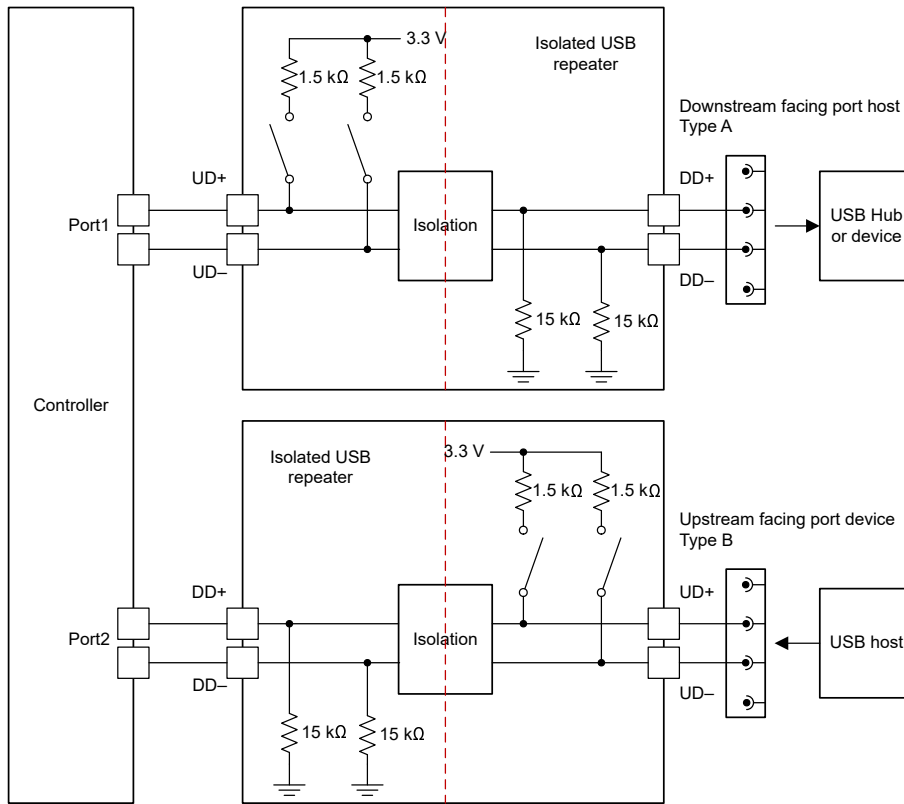 3.3 V
1.5 kΩ
1.5 kΩ
Isolated USB
repeater
Downstream facing port host
Type A
UD+
DD+
Port1
Isolation
USB Hub
or device
UD–
DD–
15 kΩ
15 kΩ
Controller
Isolated USB
repeater
3.3 V
1.5 kΩ
1.5 kΩ
Upstream facing port device
Type B
DD+
UD+
Port2
Isolation
USB host
DD–
UD–
15 kΩ
15 kΩ